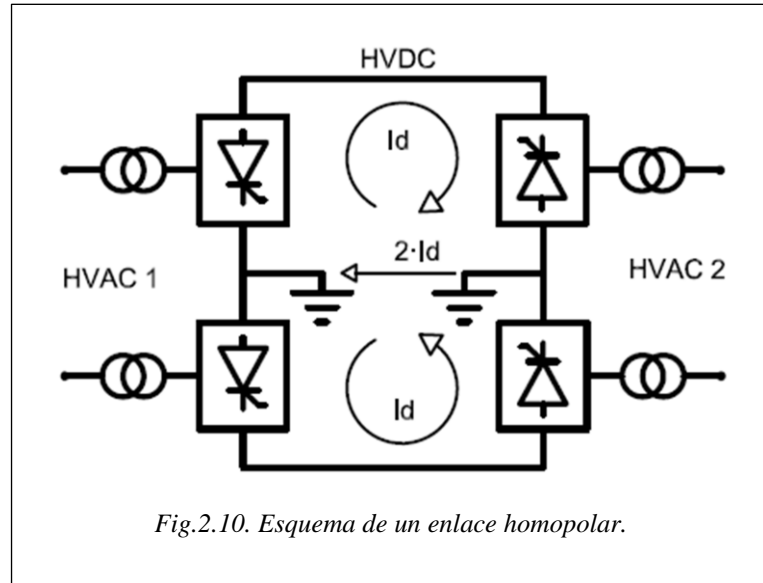 HVDC
Id
2·Id
HVAC 1
HVAC 2
Id
Fig.2.10. Esquema de un enlace homopolar.